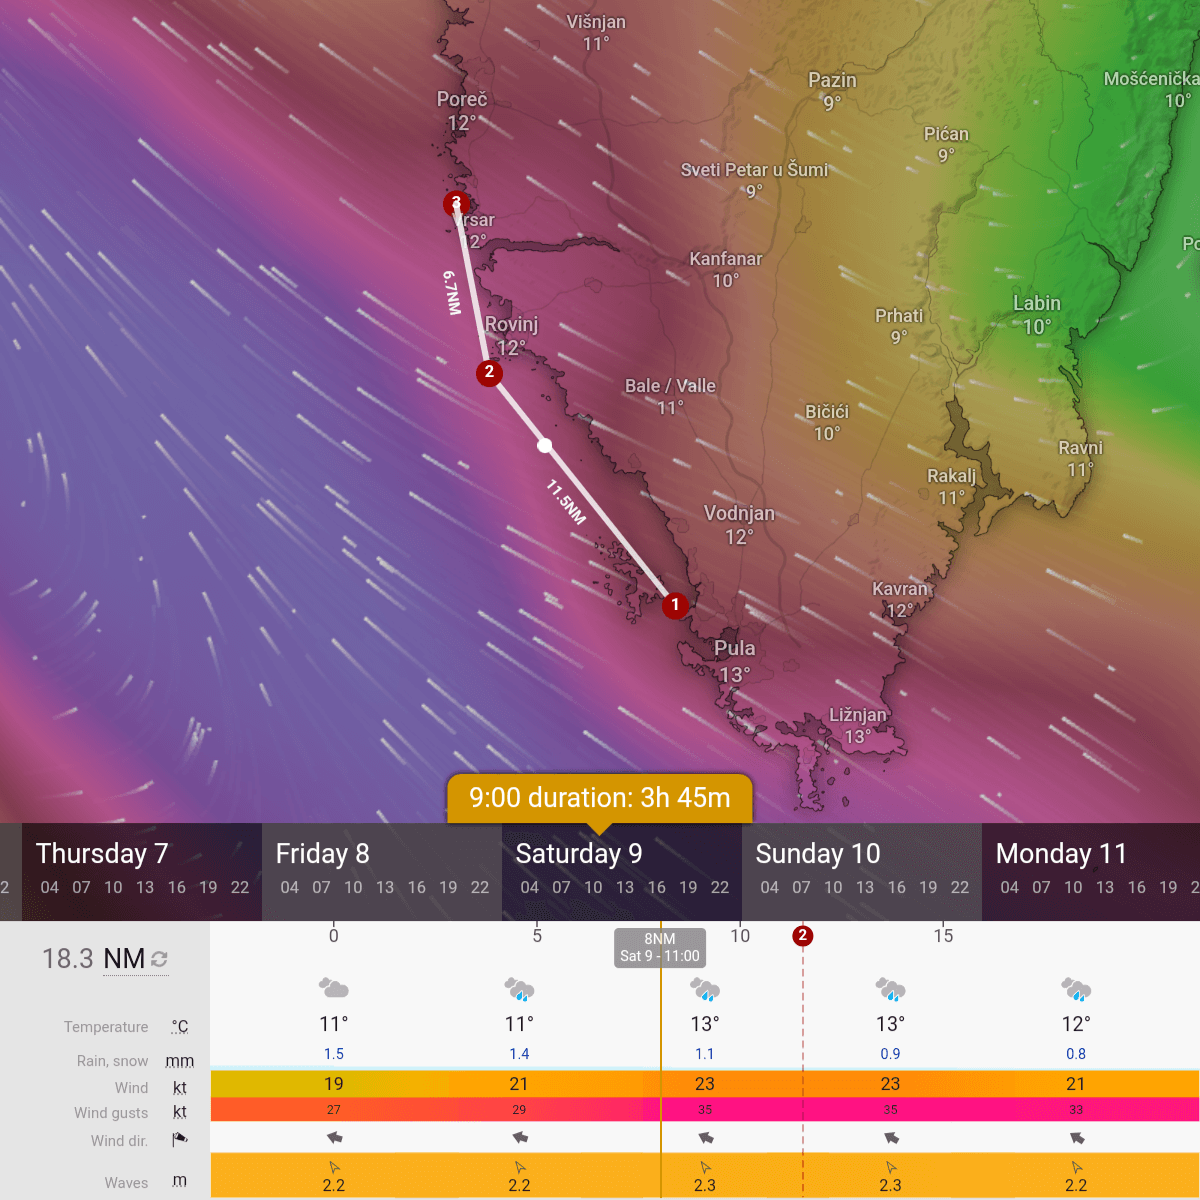 Višnjan
11°
Pazin
9°
Mošćenička
10°
Poreč
12°
Pićan
9°
Sveti Petar u Šumi
9°
3
rsar
2°
Kanfanar
10°
6.7NM
Rovinj
12°
Prhati
9°
Labin
10°
2
Bale / Valle
11°
Bičići
10°
Ravni
11°
Rakalj
11°
11.5NM
Vodnjan
12°
1
Kavran
12°
Pula
13°
Ližnjan
13°
9:00 duration: 3h 45m
Thursday 7 Friday 8 Saturday 9 Sunday 10 Monday 11
2 04 07 10 13 16 19 22 04 07 10 13 16 19 22 04 07 10 13 16 19 22 04 07 10 13 16 19 22 04 07 10 13 16 19 2
0 5 10 2 15
8NM
Sat 9 - 11:00
18.3 NM
Temperature °C 11° 11° 13° 13° 12°
Rain, snow mm 1.5 1.4 1.1 0.9 0.8
Wind kt 19 21 23 23 21
Wind gusts kt 27 29 35 35 33
Wind dir.
Waves m 2.2 2.2 2.3 2.3 2.2